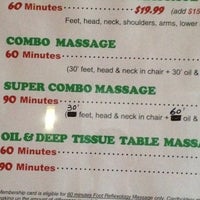 60 Minutes $19.99 (add $15
Feet, head, neck, shoulders, arms, lower
COMBO MASSAGE
60 Minutes
(30' feet, head & neck in chair + 30' oil &
SUPER COMBO MASSAGE
90 Minutes
30' 60'
feet, head & neck in chair + oil &
OIL & DEEP TISSUE TABLE MASSA
60 Minutes
90 Minutes
Membership card is eligible for 60 minutes Foot Reflexology Massage only.